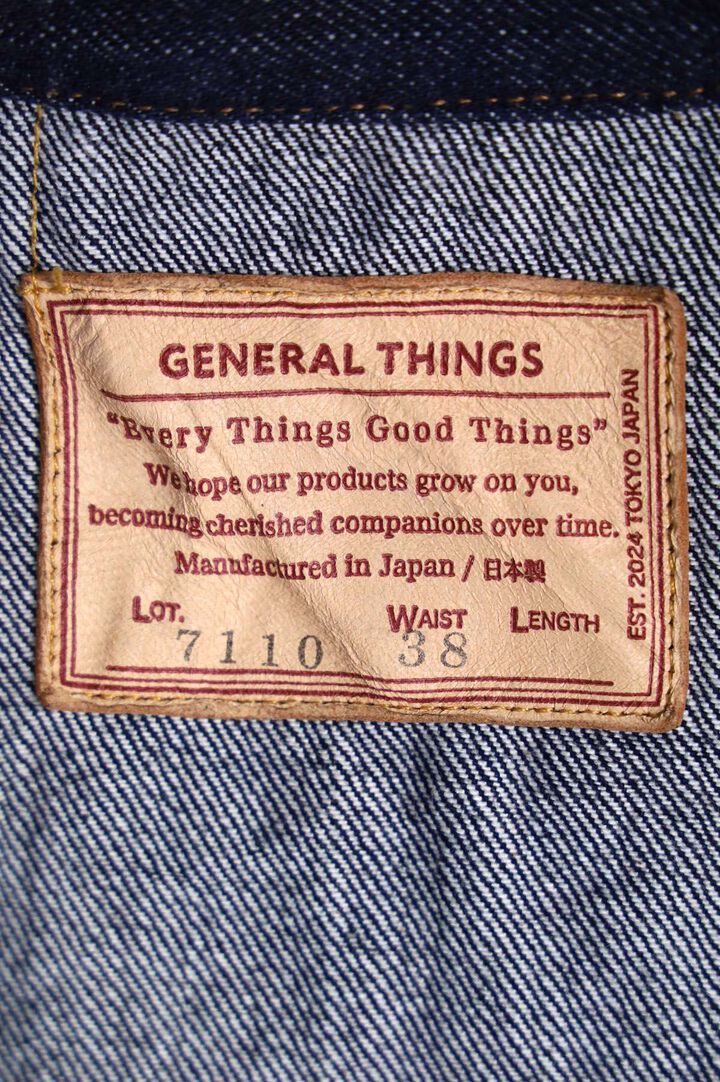 GENERAL THINGS
"Every Things Good Things"
We hope our products grow on you,
becoming cherished companions over time.
Manufactured in Japan / 日本製
LOT. WAIST LENGTH
7110 38
EST. 2024 TOKYO JAPAN